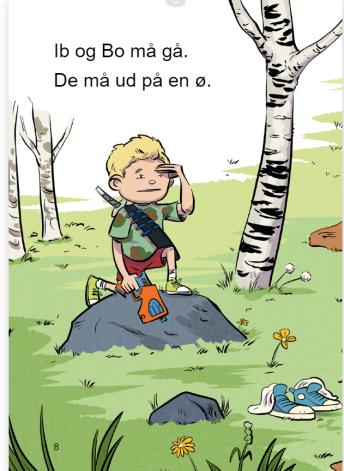 Ib og Bo må gå.
De må ud på en ø.
8